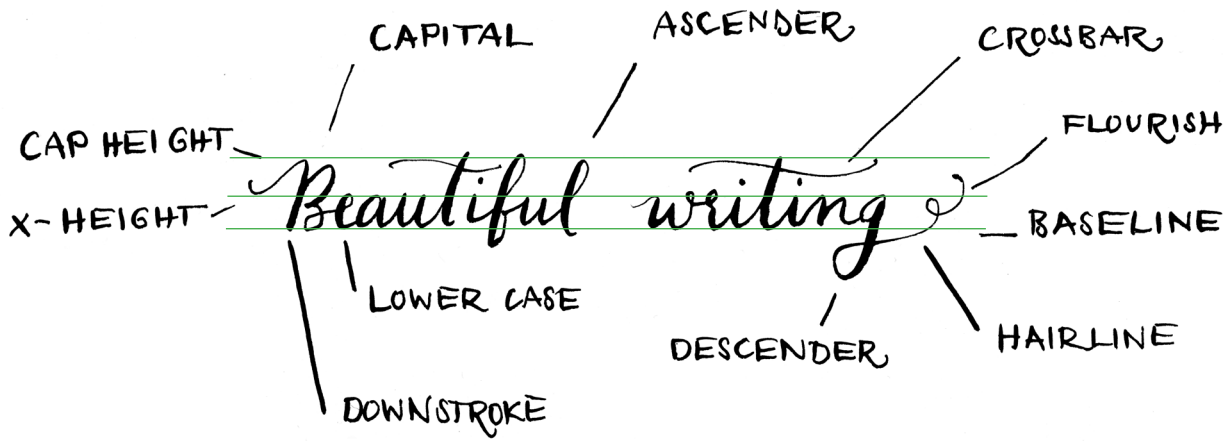 CAPITAL
ASCENDER
CROSSBAR
CAP HEIGHT
FLOURISH
Beautiful writing
X-HEIGHT
BASELINE
LOWER CASE
DESCENDER
HAIRLINE
DOWNSTROKE